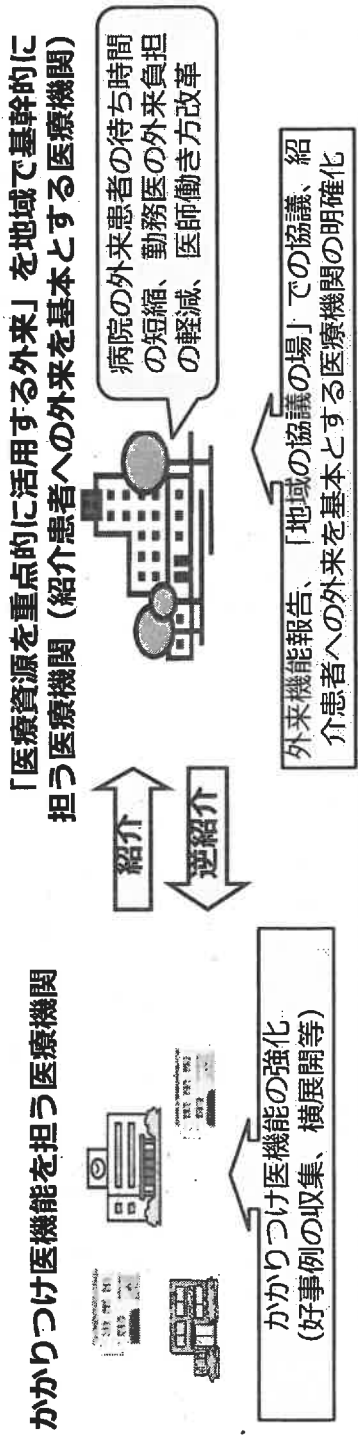 かかりつけ医機能を担う医療機関
かかりつけ医機能の強化
(好事例の収集、横展開等)
紹介
逆紹介
「医療資源を重点的に活用する外来」を地域で基幹的に
担う医療機関（紹介患者への外来を基本とする医療機関）
病院の外来患者の待ち時間
の短縮、勤務医の外来負担
の軽減、医師働き方改革
外来機能報告、「地域の協議の場」での協議、紹
介患者への外来を基本とする医療機関の明確化